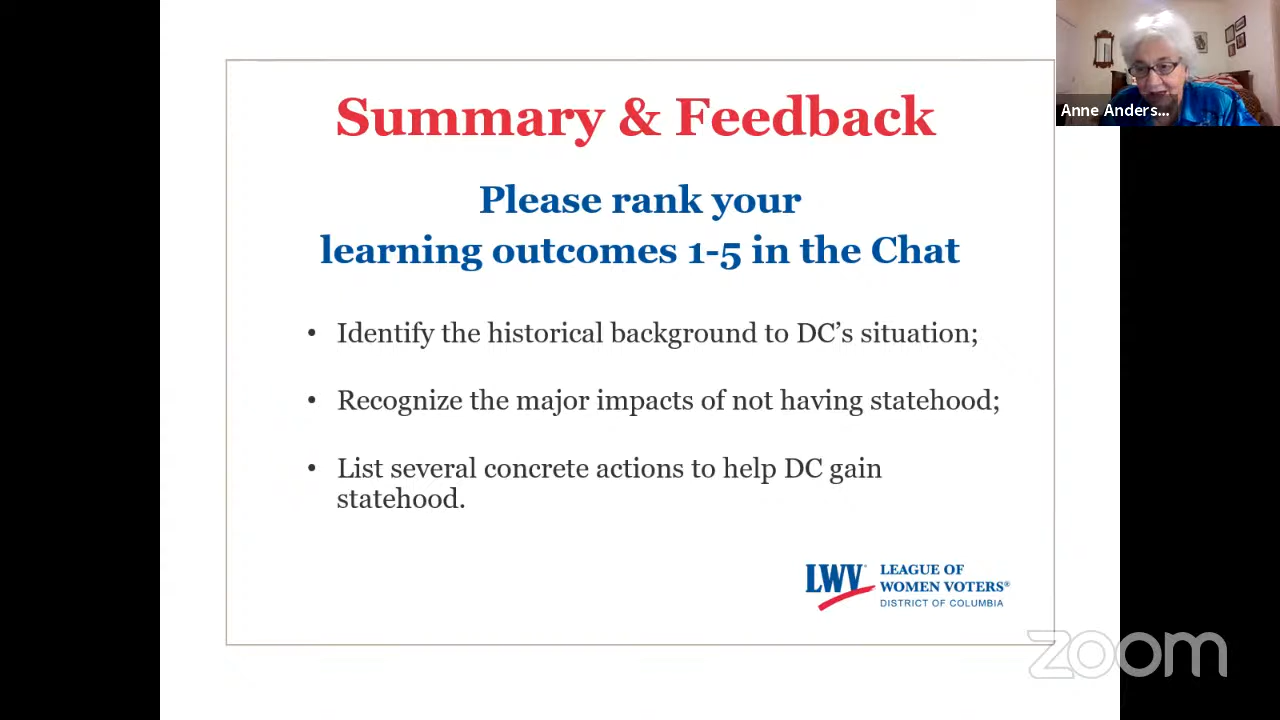 Summary & Feedback
Please rank your
learning outcomes 1-5 in the Chat
• Identify the historical background to DC’s situation;
• Recognize the major impacts of not having statehood;
• List several concrete actions to help DC gain
statehood.
LWV LEAGUE OF
WOMEN VOTERS®
DISTRICT OF COLUMBIA
Anne Anders...
zoom